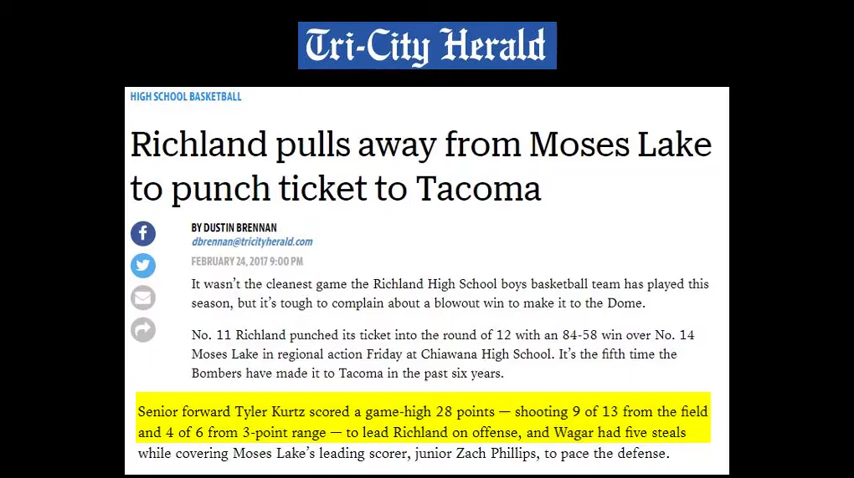 Tri-City Herald
HIGH SCHOOL BASKETBALL
Richland pulls away from Moses Lake
to punch ticket to Tacoma
BY DUSTIN BRENNAN
dbrennan@tricityherald.com
FEBRUARY 24, 2017 9:00 PM
It wasn't the cleanest game the Richland High School boys basketball team has played this
season, but it's tough to complain about a blowout win to make it to the Dome.
No. 11 Richland punched its ticket into the round of 12 with an 84-58 win over No. 14
Moses Lake in regional action Friday at Chiawana High School. It's the fifth time the
Bombers have made it to Tacoma in the past six years.
Senior forward Tyler Kurtz scored a game-high 28 points — shooting 9 of 13 from the field
and 4 of 6 from 3-point range — to lead Richland on offense, and Wagar had five steals
while covering Moses Lake's leading scorer, junior Zach Phillips, to pace the defense.